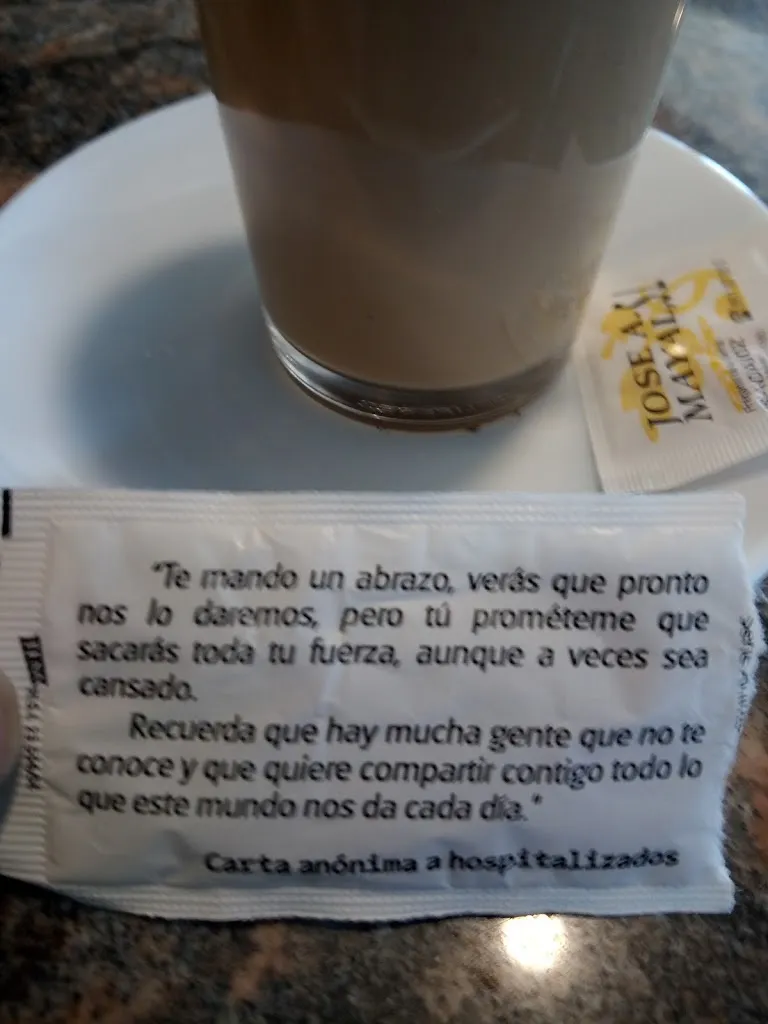 JOSE A.
MAYAL
"Te mando un abrazo, verás que pronto
nos lo daremos, pero tú prométeme que
sacarás toda tu fuerza, aunque a veces sea
cansado.
Recuerda que hay mucha gente que no te
conoce y que quiere compartir contigo todo lo
que este mundo nos da cada día."
Carta anónima a hospitalizados